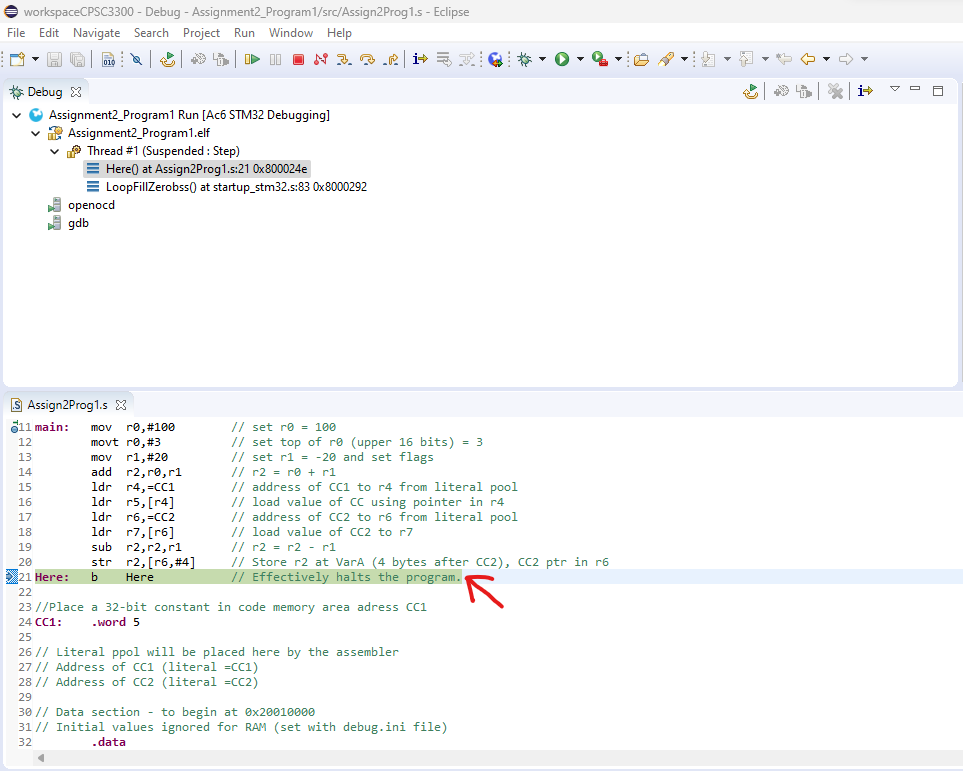 workspaceCPSC3300 - Debug - Assignment2_Program1/src/Assign2Prog1.s - Eclipse
File Edit Navigate Search Project Run Window Help
010
Debug
Assignment2_Program1 Run [Ac6 STM32 Debugging]
Assignment2_Program1.elf
Thread #1 (Suspended : Step)
Here() at Assign2Prog1.s:21 0x800024e
LoopFillZerobss() at startup_stm32.s:83 0x8000292
openocd
gdb
S Assign2Prog1.s
11 main: mov r0,#100 // set r0 = 100
12 movt r0,#3 // set top of r0 (upper 16 bits) = 3
13 mov r1,#20 // set r1 = -20 and set flags
14 add r2,r0,r1 // r2 = r0 + r1
15 ldr r4,=CC1 // address of CC1 to r4 from literal pool
16 ldr r5,[r4] // load value of CC using pointer in r4
17 ldr r6,=CC2 // address of CC2 to r6 from literal pool
18 ldr r7,[r6] // load value of CC2 to r7
19 sub r2,r2,r1 // r2 = r2 - r1
20 str r2,[r6,#4] // Store r2 at VarA (4 bytes after CC2), CC2 ptr in r6
21 Here: b Here // Effectively halts the program.
22
23 //Place a 32-bit constant in code memory area adress CC1
24 CC1: .word 5
25
26 // Literal ppol will be placed here by the assembler
27 // Address of CC1 (literal =CC1)
28 // Address of CC2 (literal =CC2)
29
30 // Data section - to begin at 0x20010000
31 // Initial values ignored for RAM (set with debug.ini file)
32 .data